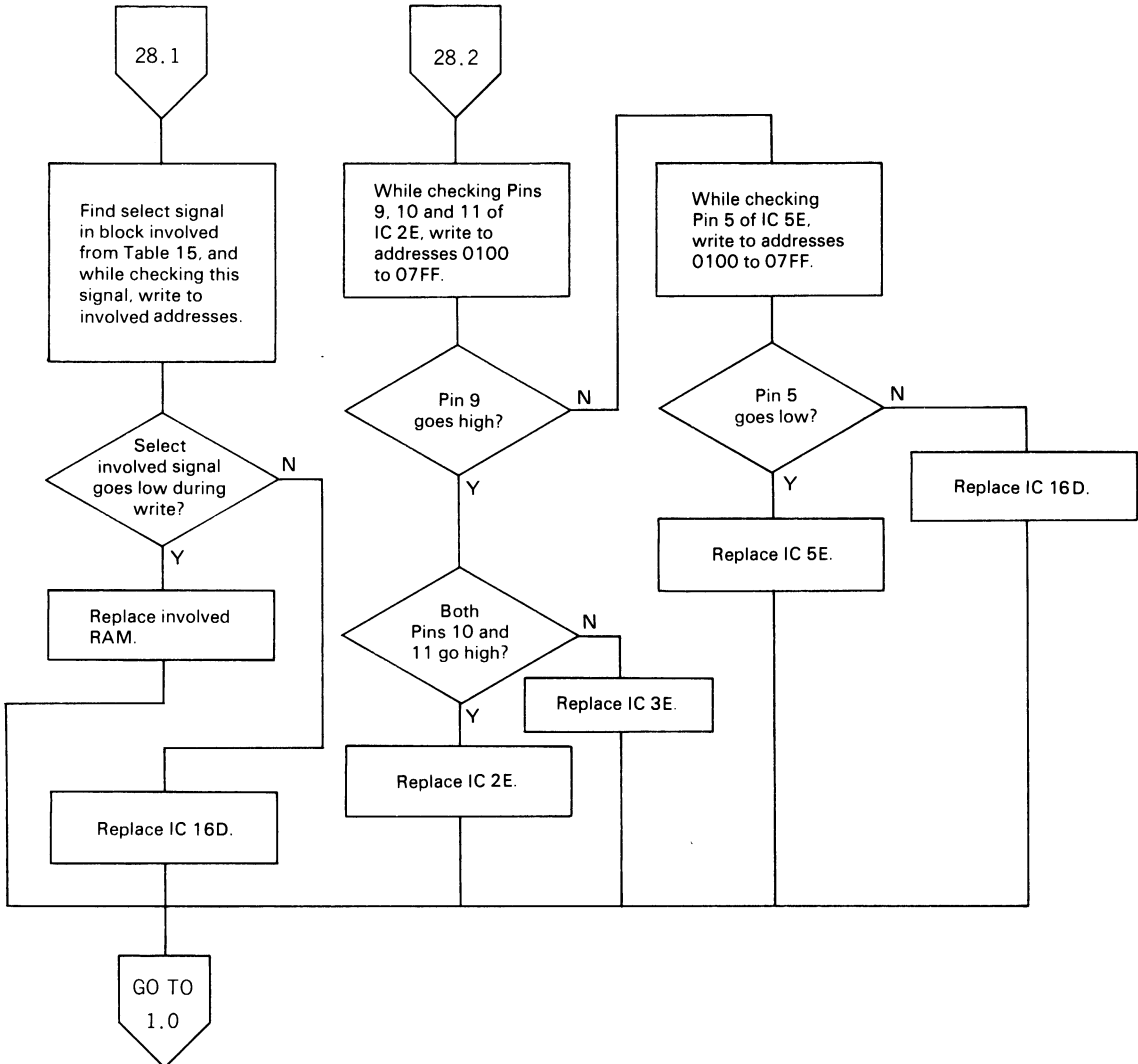 28.1
Find select signal
in block involved
from Table 15, and
while checking this
signal, write to
involved addresses.
Select
involved signal
goes low during
write?
N
Y
Replace involved
RAM.
Replace IC 16D.
28.2
While checking Pins
9, 10 and 11 of
IC 2E, write to
addresses 0100
to 07FF.
Pin 9
goes high?
N
Y
Both
Pins 10 and
11 go high?
N
Y
Replace IC 3E.
Replace IC 2E.
While checking
Pin 5 of IC 5E,
write to addresses
0100 to 07FF.
Pin 5
goes low?
N
Y
Replace IC 16D.
Replace IC 5E.
GO TO
1.0